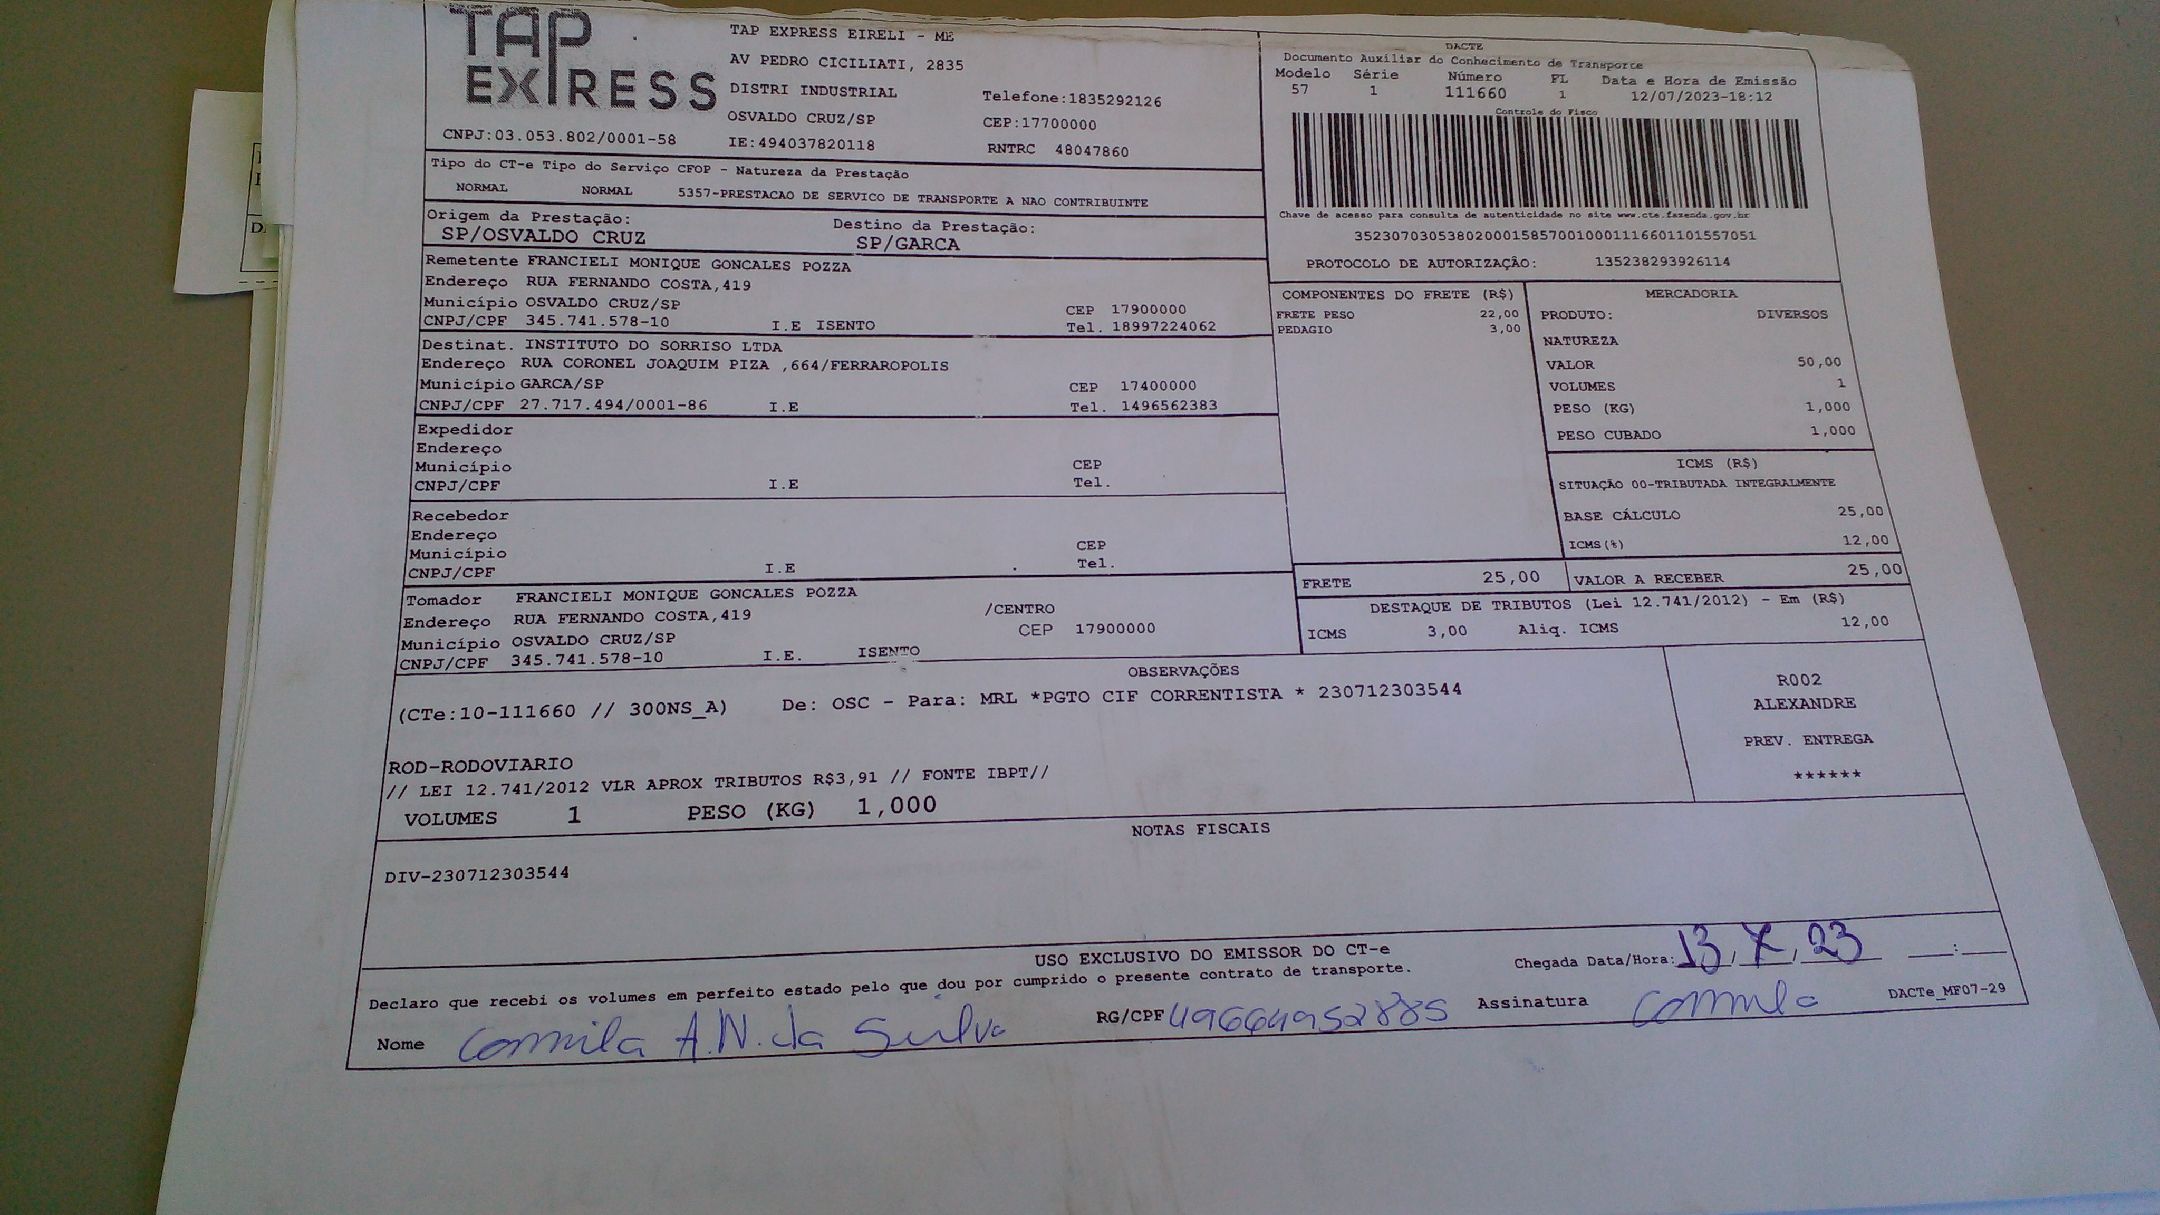 TAP EXPRESS
TAP EXPRESS EIRELI - ME
AV PEDRO CICILIATI, 2835
DISTRI INDUSTRIAL Telefone:1835292126
OSVALDO CRUZ/SP CEP:17700000
CNPJ:03.053.802/0001-58 IE:494037820118 RNTRC 48047860
DACTE
Documento Auxiliar do Conhecimento de Transporte
Modelo Série Número FL Data e Hora de Emissão
57 1 111660 1 12/07/2023-18:12
Controle do Fisco
Chave de acesso para consulta de autenticidade no site www.cte.fazenda.gov.br
35230703053802000158570010001116601101557051
PROTOCOLO DE AUTORIZAÇÃO: 135238293926114
Tipo do CT-e Tipo do Serviço CFOP - Natureza da Prestação
NORMAL NORMAL 5357-PRESTACAO DE SERVICO DE TRANSPORTE A NAO CONTRIBUINTE
Origem da Prestação: Destino da Prestação:
SP/OSVALDO CRUZ SP/GARCA
Remetente FRANCIELI MONIQUE GONCALES POZZA
Endereço RUA FERNANDO COSTA,419
Município OSVALDO CRUZ/SP CEP 17900000
CNPJ/CPF 345.741.578-10 I.E ISENTO Tel. 18997224062
Destinat. INSTITUTO DO SORRISO LTDA
Endereço RUA CORONEL JOAQUIM PIZA ,664/FERRAROPOLIS
Município GARCA/SP CEP 17400000
CNPJ/CPF 27.717.494/0001-86 I.E Tel. 1496562383
Expedidor
Endereço
Município CEP
CNPJ/CPF I.E Tel.
Recebedor
Endereço
Município CEP
CNPJ/CPF I.E Tel.
Tomador FRANCIELI MONIQUE GONCALES POZZA
Endereço RUA FERNANDO COSTA,419 /CENTRO
Município OSVALDO CRUZ/SP CEP 17900000
CNPJ/CPF 345.741.578-10 I.E. ISENTO
COMPONENTES DO FRETE (R$)
FRETE PESO 22,00
PEDAGIO 3,00
MERCADORIA
PRODUTO: DIVERSOS
NATUREZA
VALOR 50,00
VOLUMES 1
PESO (KG) 1,000
PESO CUBADO 1,000
ICMS (R$)
SITUAÇÃO 00-TRIBUTADA INTEGRALMENTE
BASE CÁLCULO 25,00
ICMS(%) 12,00
FRETE 25,00 VALOR A RECEBER 25,00
DESTAQUE DE TRIBUTOS (Lei 12.741/2012) - Em (R$)
ICMS 3,00 Aliq. ICMS 12,00
OBSERVAÇÕES
(CTe:10-111660 // 300NS_A) De: OSC - Para: MRL *PGTO CIF CORRENTISTA * 230712303544
ROD-RODOVIARIO
// LEI 12.741/2012 VLR APROX TRIBUTOS R$3,91 // FONTE IBPT//
VOLUMES 1 PESO (KG) 1,000
R002
ALEXANDRE
PREV. ENTREGA
******
NOTAS FISCAIS
DIV-230712303544
USO EXCLUSIVO DO EMISSOR DO CT-e
Chegada Data/Hora: 13/7/23 __:__
Declaro que recebi os volumes em perfeito estado pelo que dou por cumprido o presente contrato de transporte.
Nome Cammila A.N. da Silva RG/CPF 49664952885 Assinatura Cammila
DACTe_MF07-29